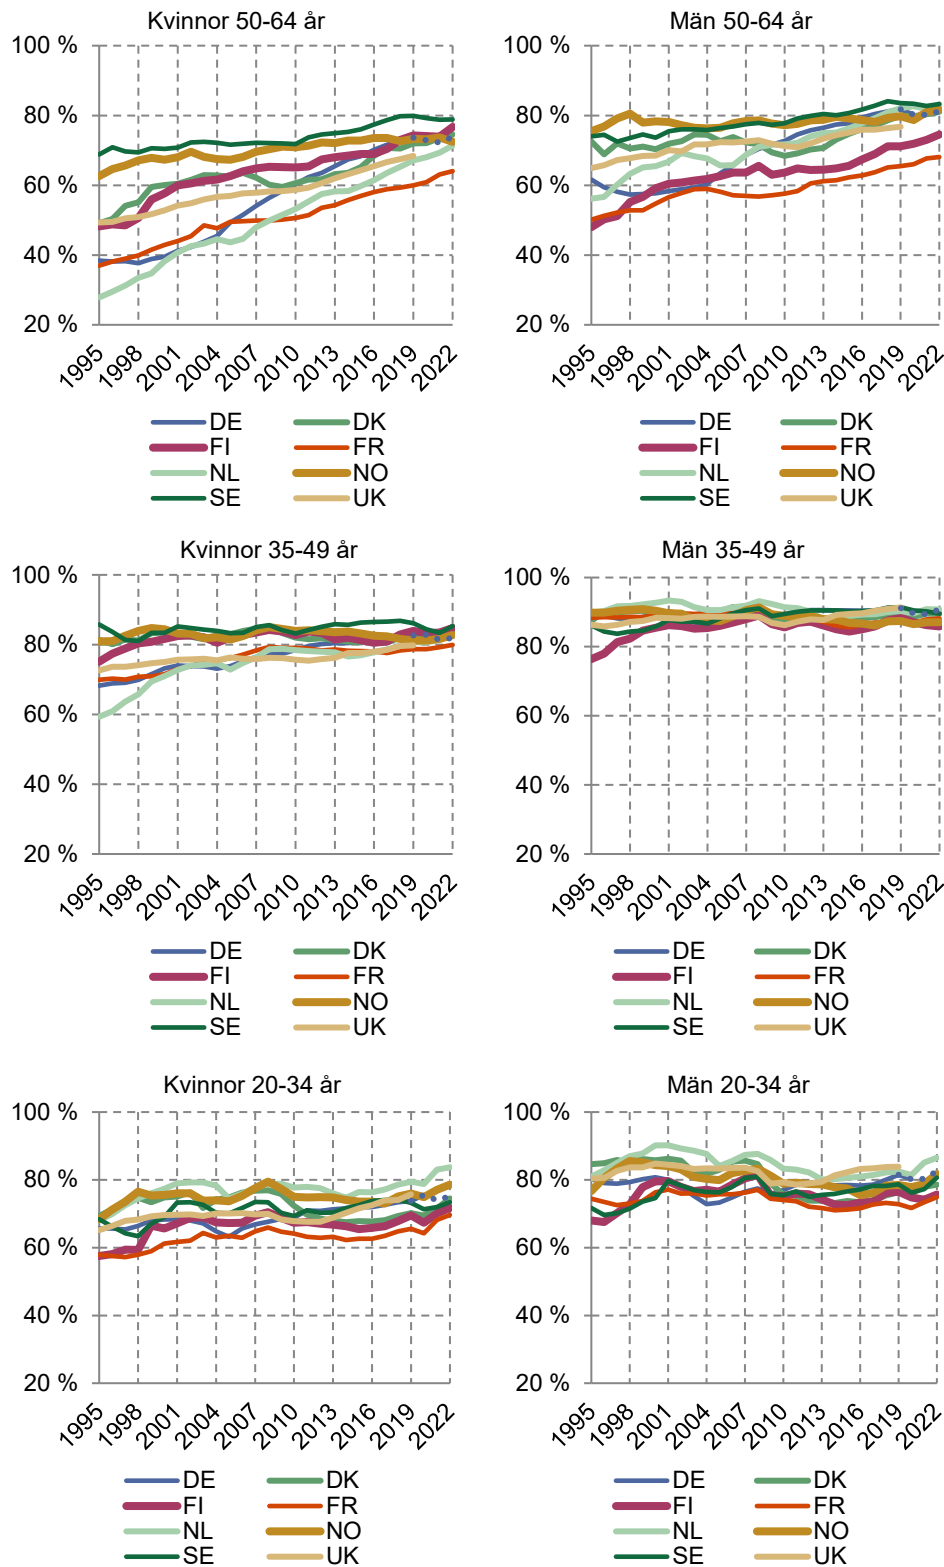 Kvinnor 50-64 år
100 %
80 %
60 %
40 %
20 %
1995 1998 2001 2004 2007 2010 2013 2016 2019 2022
DE DK
FI FR
NL NO
SE UK
Män 50-64 år
100 %
80 %
60 %
40 %
20 %
1995 1998 2001 2004 2007 2010 2013 2016 2019 2022
DE DK
FI FR
NL NO
SE UK
Kvinnor 35-49 år
100 %
80 %
60 %
40 %
20 %
1995 1998 2001 2004 2007 2010 2013 2016 2019 2022
DE DK
FI FR
NL NO
SE UK
Män 35-49 år
100 %
80 %
60 %
40 %
20 %
1995 1998 2001 2004 2007 2010 2013 2016 2019 2022
DE DK
FI FR
NL NO
SE UK
Kvinnor 20-34 år
100 %
80 %
60 %
40 %
20 %
1995 1998 2001 2004 2007 2010 2013 2016 2019 2022
DE DK
FI FR
NL NO
SE UK
Män 20-34 år
100 %
80 %
60 %
40 %
20 %
1995 1998 2001 2004 2007 2010 2013 2016 2019 2022
DE DK
FI FR
NL NO
SE UK